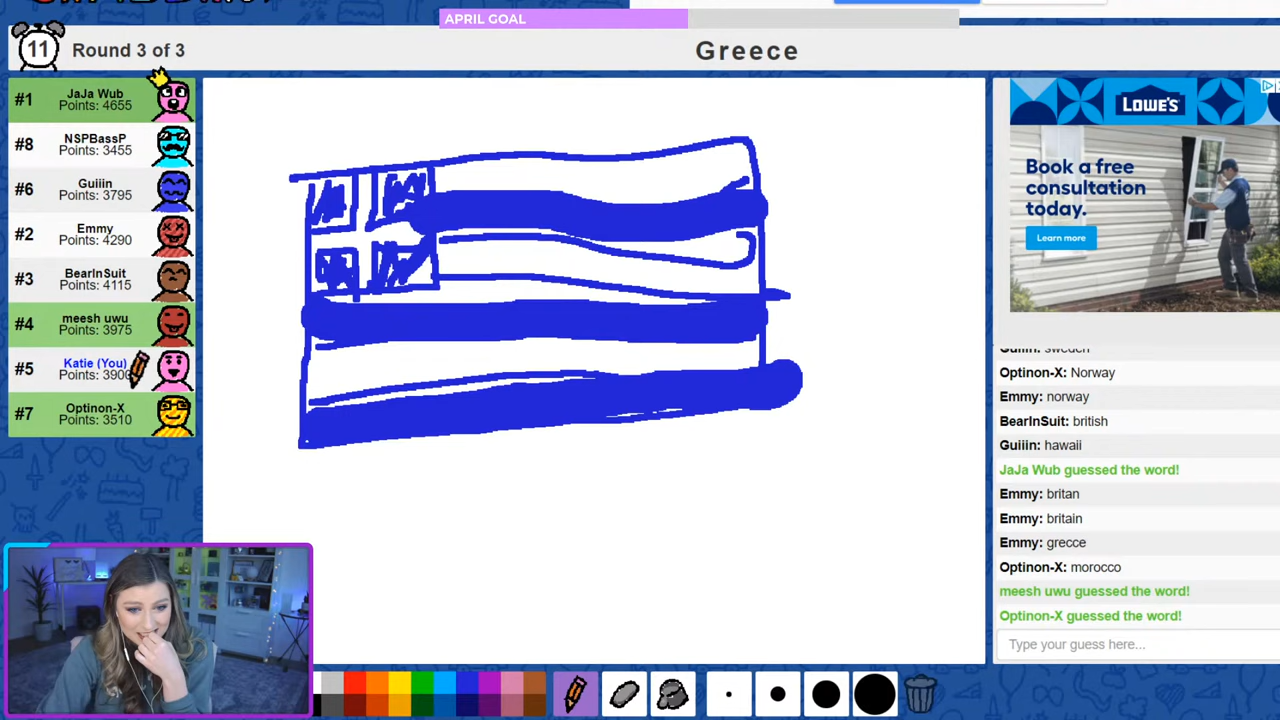 APRIL GOAL
11
Round 3 of 3
Greece
#1
JaJa Wub
Points: 4655
#8
NSPBassP
Points: 3455
#6
Guiiin
Points: 3795
#2
Emmy
Points: 4290
#3
BearInSuit
Points: 4115
#4
meesh uwu
Points: 3975
#5
Katie (You)
Points: 3900
#7
Optinon-X
Points: 3510
LOWE'S
Book a free
consultation
today.
Learn more
Guiiin: sweden
Optinon-X: Norway
Emmy: norway
BearInSuit: british
Guiiin: hawaii
JaJa Wub guessed the word!
Emmy: britan
Emmy: britain
Emmy: grecce
Optinon-X: morocco
meesh uwu guessed the word!
Optinon-X guessed the word!
Type your guess here...